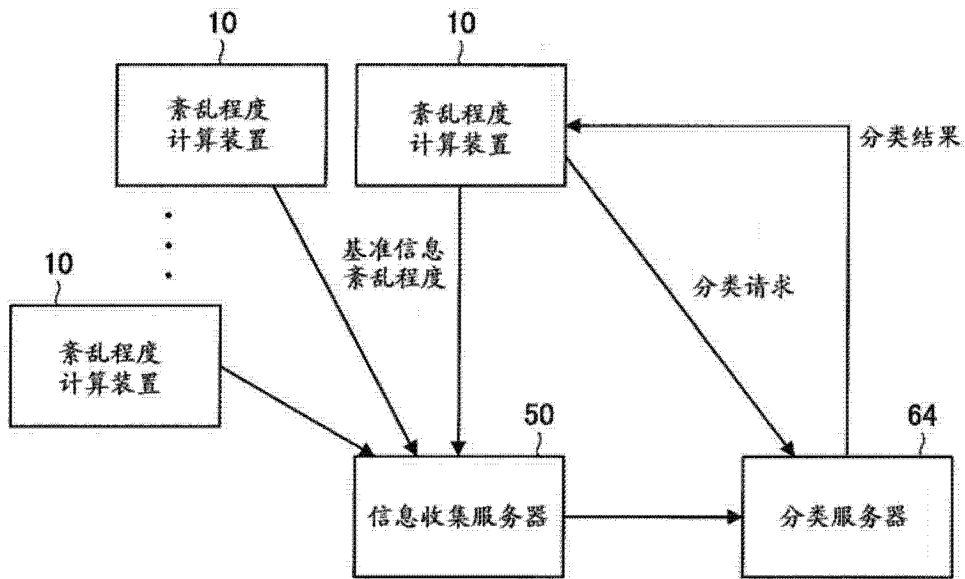 10
紊乱程度
计算装置
10
紊乱程度
计算装置
分类结果
基准信息
紊乱程度
分类请求
10
紊乱程度
计算装置
50
信息收集服务器
64
分类服务器